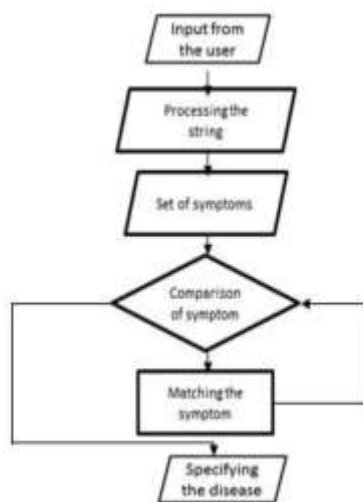 Input from
the user
Processing the
string
Set of symptoms
Comparison
of symptom
Matching the
symptom
Specifying
the disease